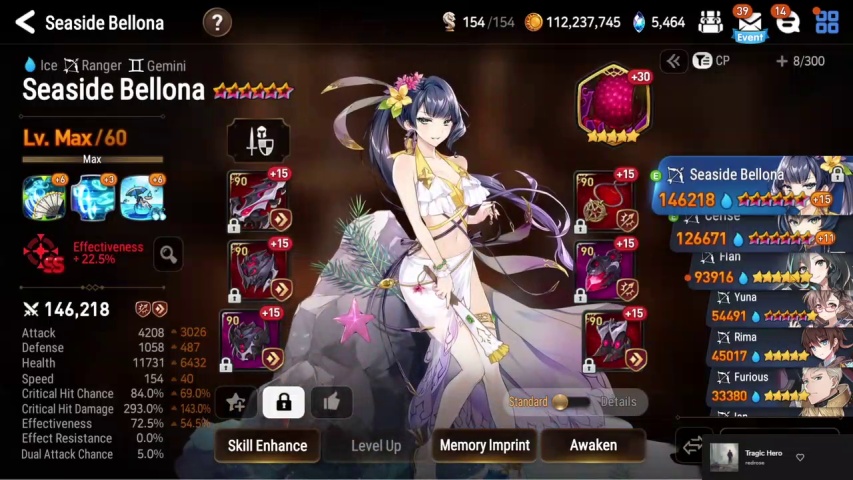 Seaside Bellona
?
154/154
112,237,745
5,464
39
Event
14
Ice Ranger Gemini
Seaside Bellona
Lv. Max/60
Max
+6 +3 +6
Effectiveness
+ 22.5%
SS
146,218
Attack 4208 3026
Defense 1058 487
Health 11731 6432
Speed 154 40
Critical Hit Chance 84.0% 69.0%
Critical Hit Damage 293.0% 143.0%
Effectiveness 72.5% 54.5%
Effect Resistance 0.0%
Dual Attack Chance 5.0%
90 +15
90 +15
90 +15
+30
90 +15
90 +15
90 +15
Standard Details
Skill Enhance
Level Up
Memory Imprint
Awaken
CP
8/300
E
Seaside Bellona
146218
+15
126671
+11
93916
Yuna
54491
Rima
45017
Furious
33380
Tragic Hero
redrose